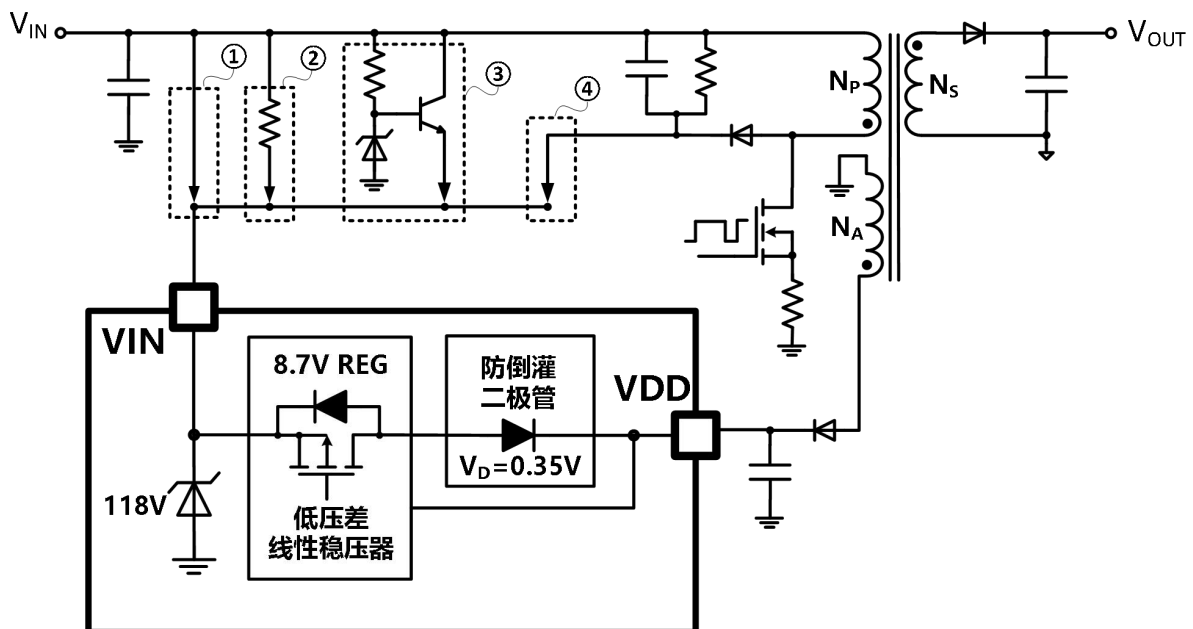 VIN
VOUT
①
②
③
④
NP
NS
NA
VIN
8.7V REG
防倒灌
二极管
VDD
VD=0.35V
118V
低压差
线性稳压器